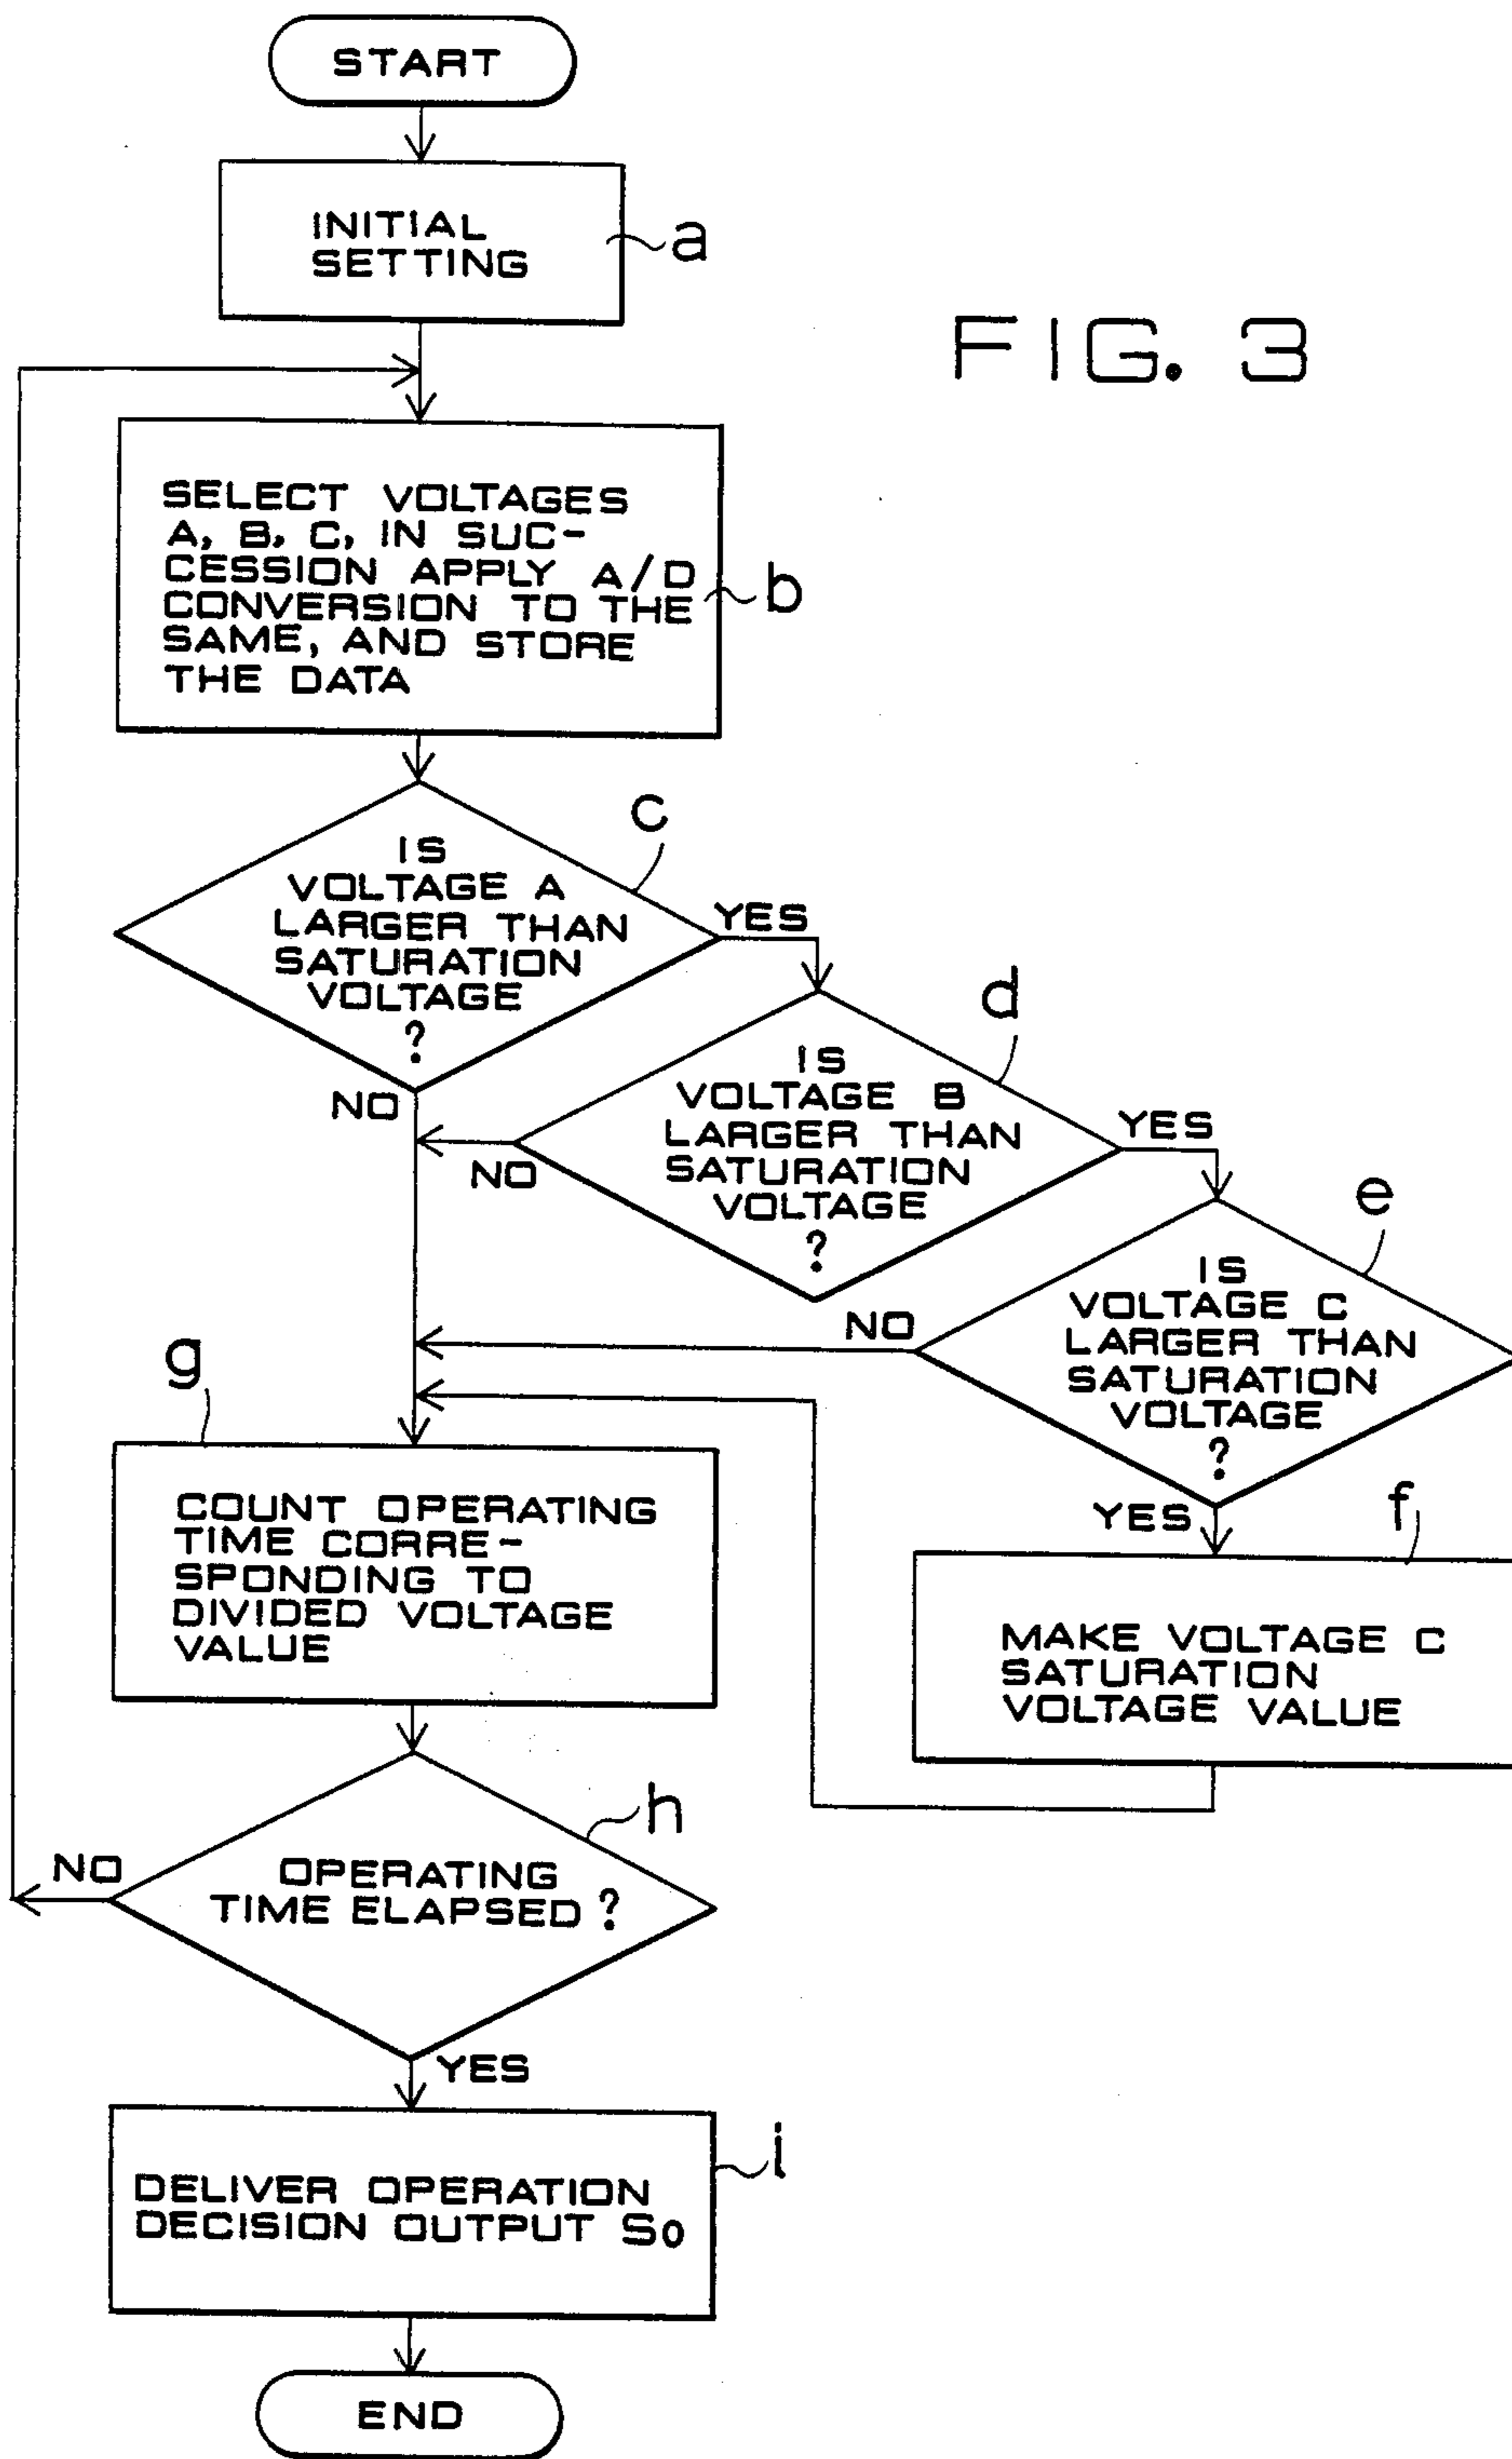 START
INITIAL
SETTING
a
FIG. 3
SELECT VOLTAGES
A, B, C, IN SUC-
CESSION APPLY A/D
CONVERSION TO THE
SAME, AND STORE
THE DATA
b
c
IS
VOLTAGE A
LARGER THAN
SATURATION
VOLTAGE
?
YES
NO
d
IS
VOLTAGE B
LARGER THAN
SATURATION
VOLTAGE
?
YES
NO
e
IS
VOLTAGE C
LARGER THAN
SATURATION
VOLTAGE
?
NO
YES
f
MAKE VOLTAGE C
SATURATION
VOLTAGE VALUE
g
COUNT OPERATING
TIME CORRE-
SPONDING TO
DIVIDED VOLTAGE
VALUE
h
OPERATING
TIME ELAPSED ?
NO
YES
DELIVER OPERATION
DECISION OUTPUT So
i
END